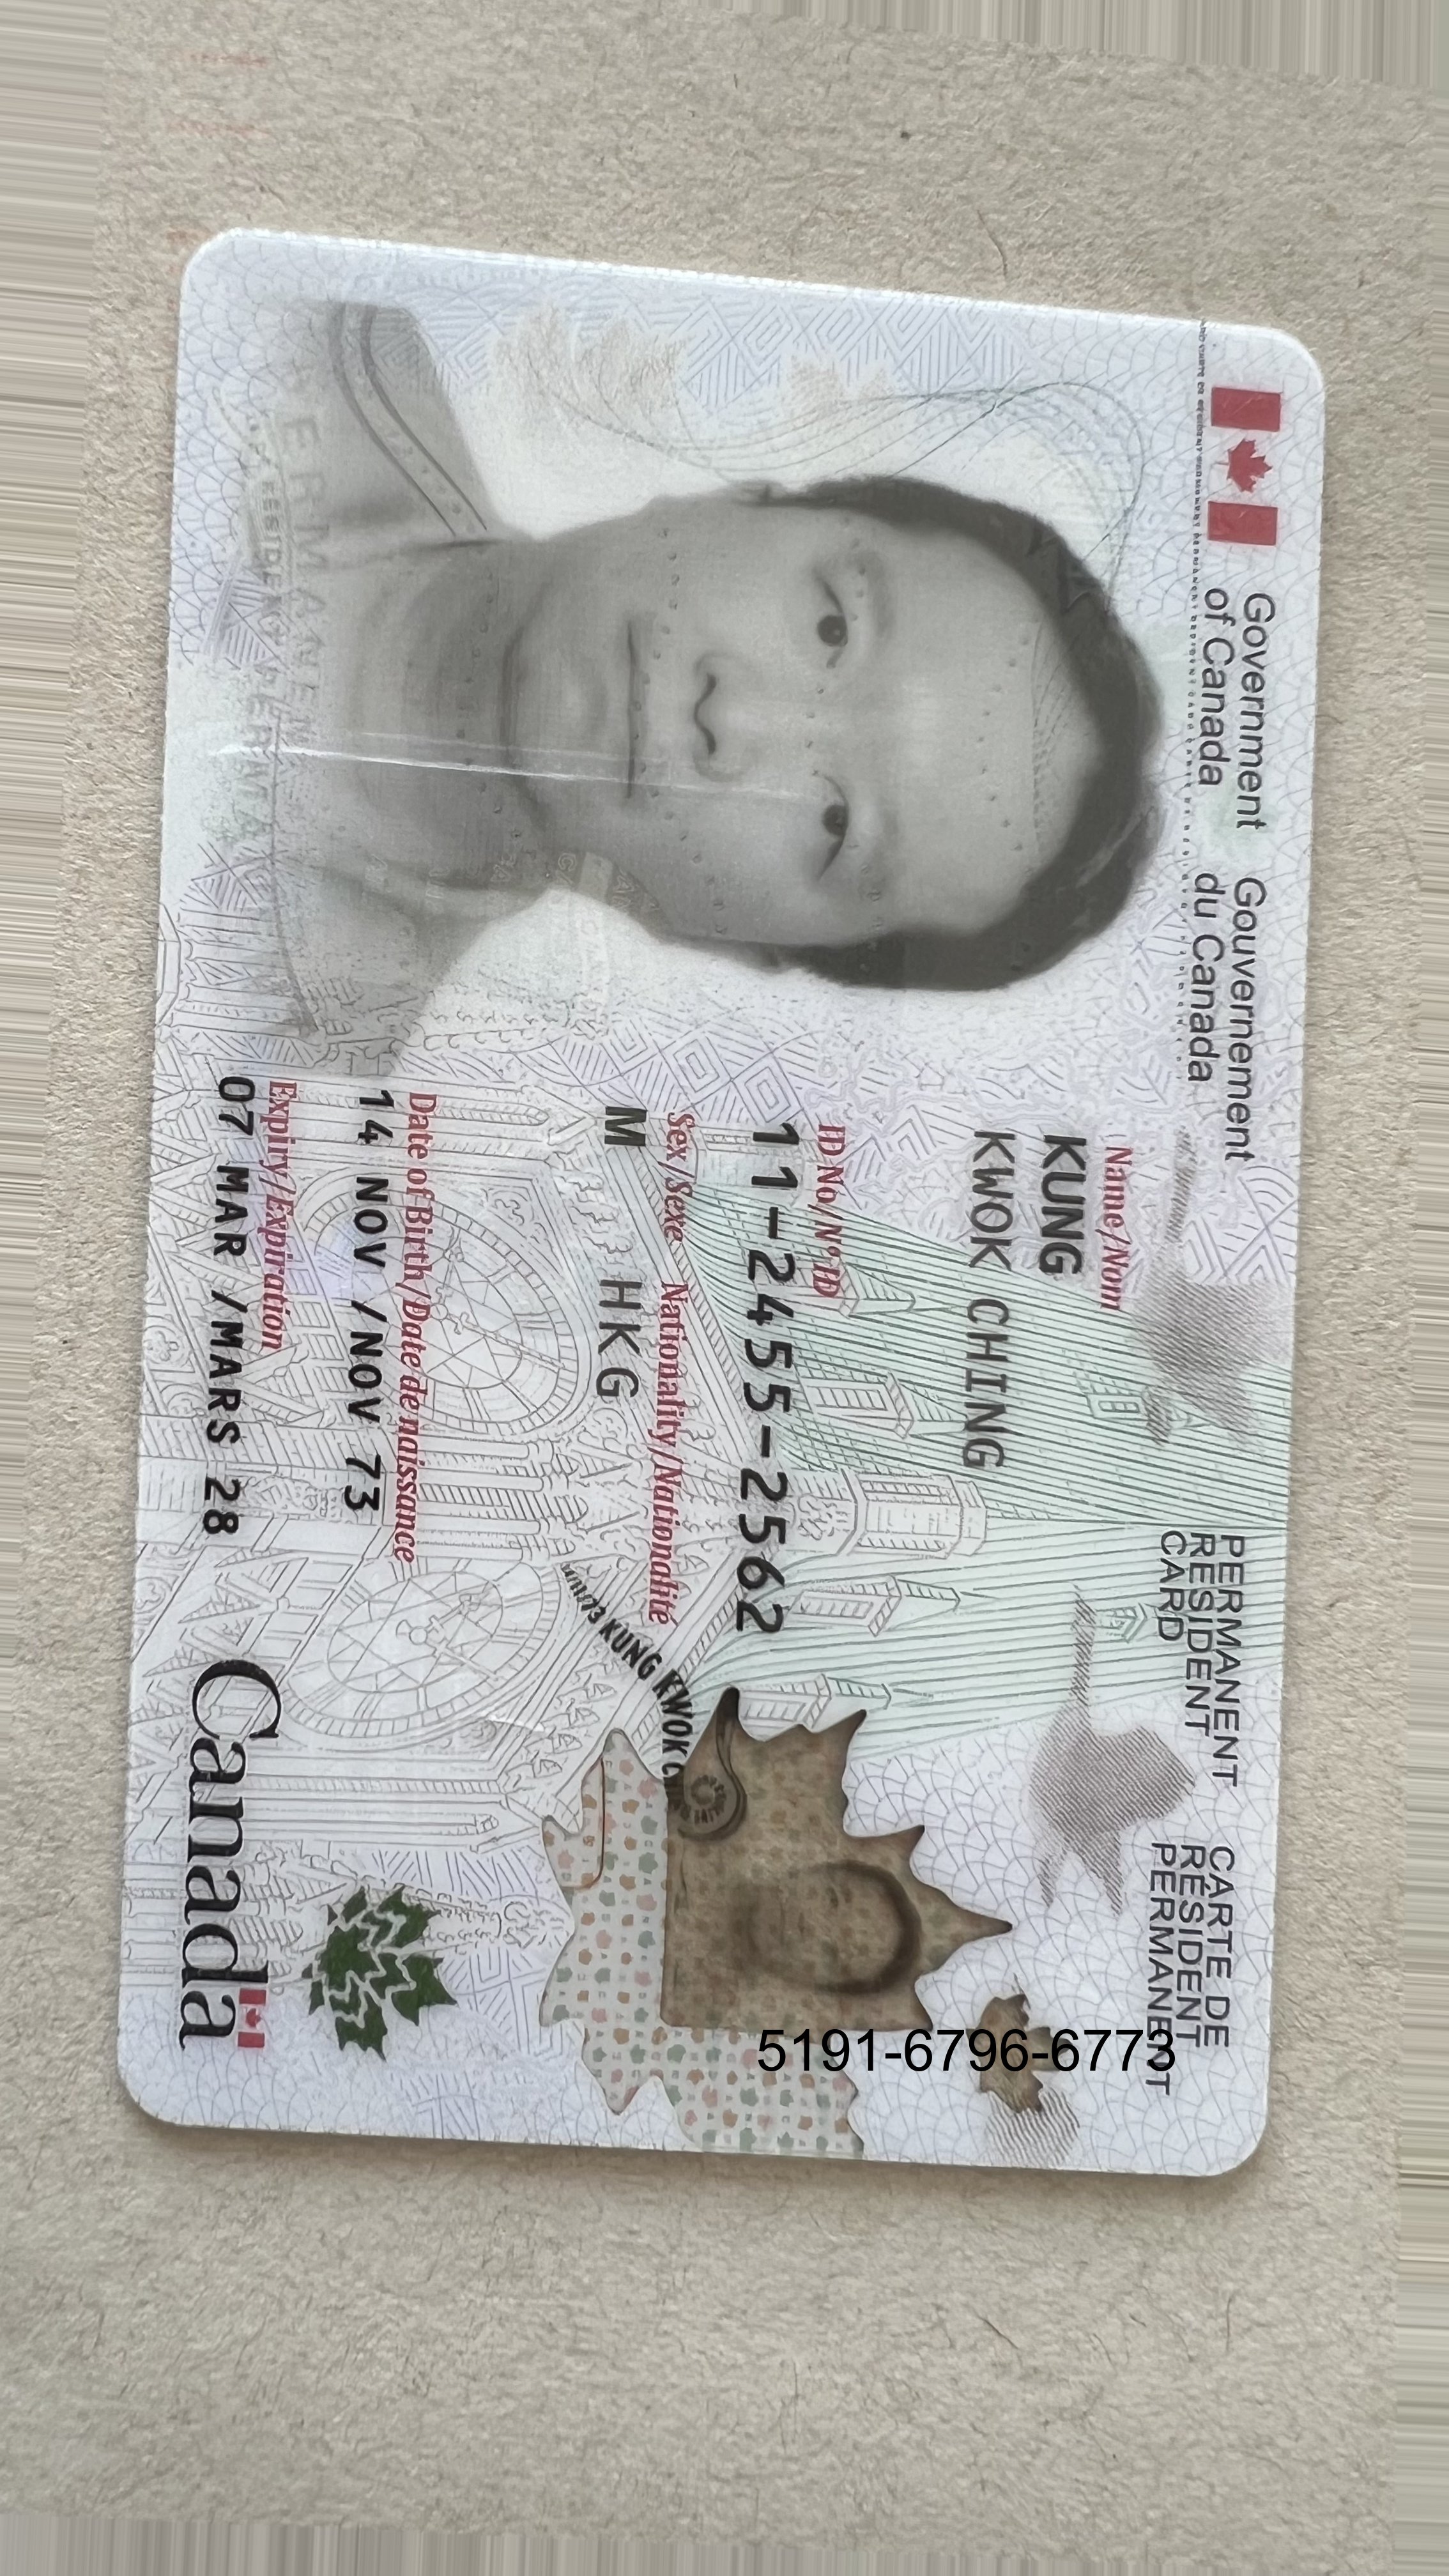 Government of Canada
Gouvernement du Canada
PERMANENT RESIDENT CARD
CARTE DE RÉSIDENT PERMANENT
Name/Nom
KUNG
KWOK CHING
ID No/Nº ID
11-2455-2562
Sex/Sexe Nationality/Nationalité
M HKG
Date of Birth/Date de naissance
14 NOV /NOV 73
Expiry/Expiration
07 MAR /MARS 28
KUNG KWOK
Canada
5191-6796-6773